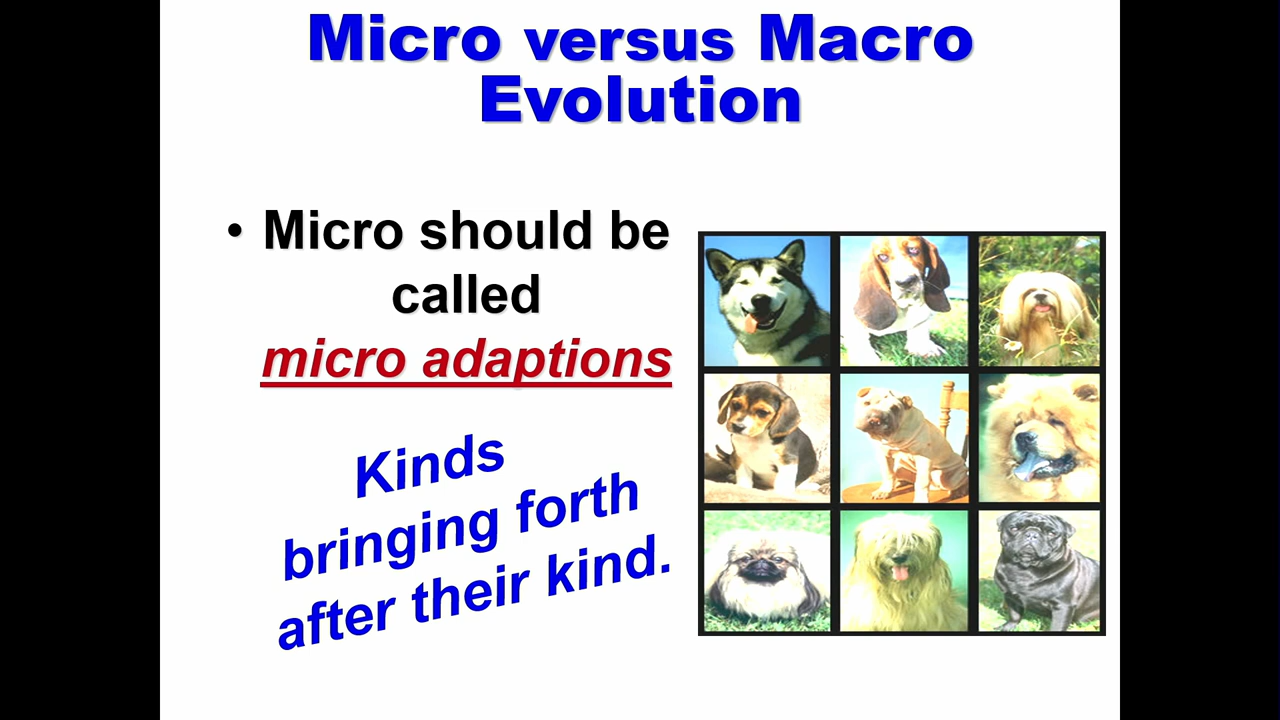 Micro versus Macro
Evolution
• Micro should be
called
micro adaptions
Kinds
bringing forth
after their kind.